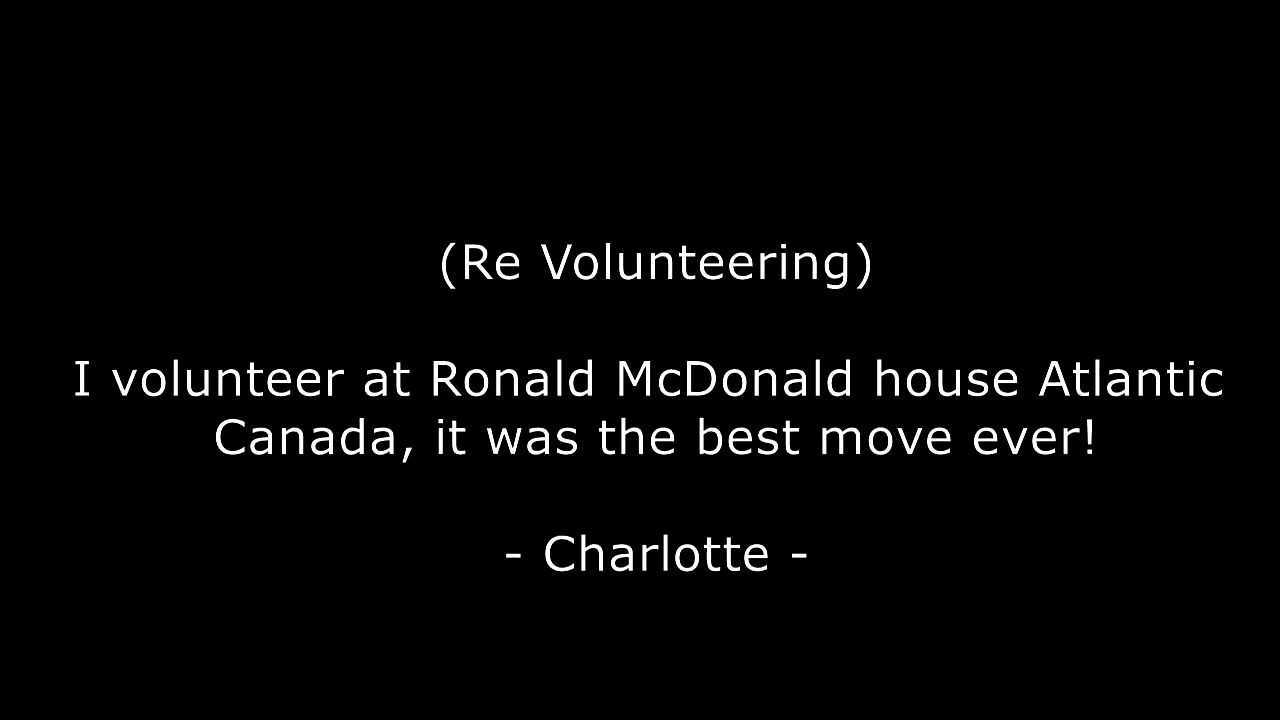 (Re Volunteering)
I volunteer at Ronald McDonald house Atlantic
Canada, it was the best move ever!
- Charlotte -